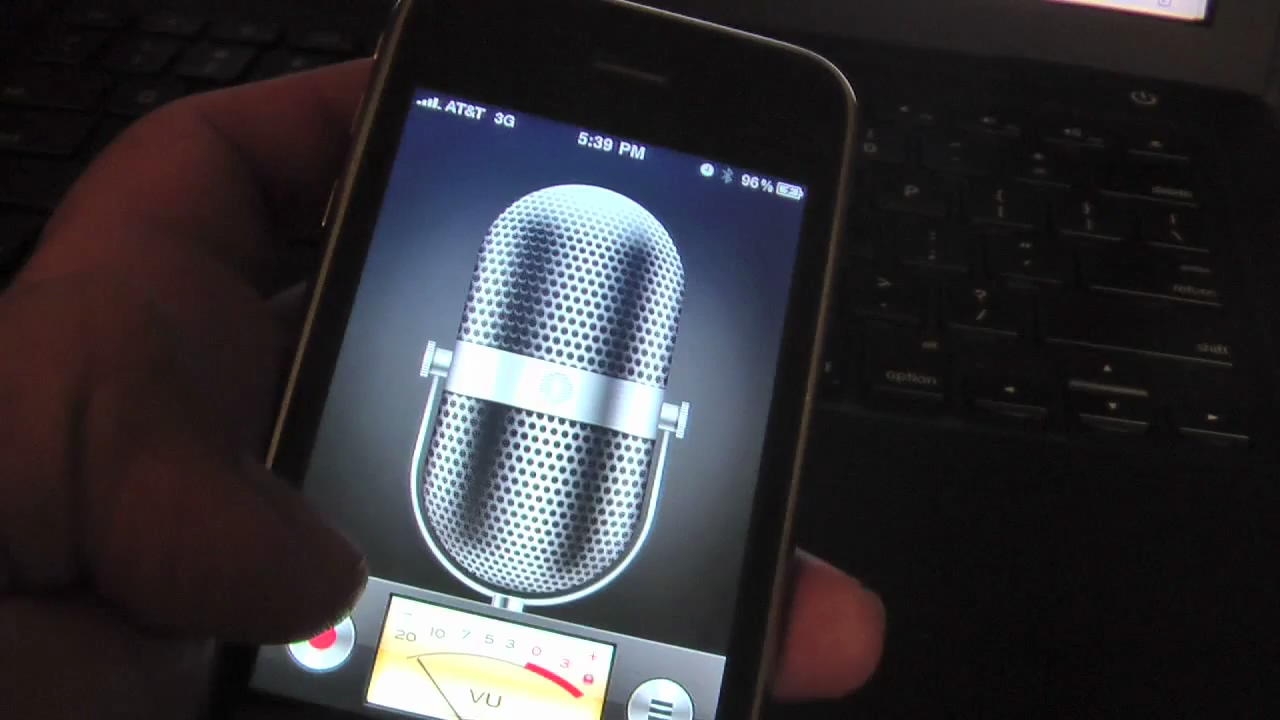 AT&T 3G
5:39 PM
96%
20 10 7 5 3 0 3 +
VU
P
delete
return
shift
option